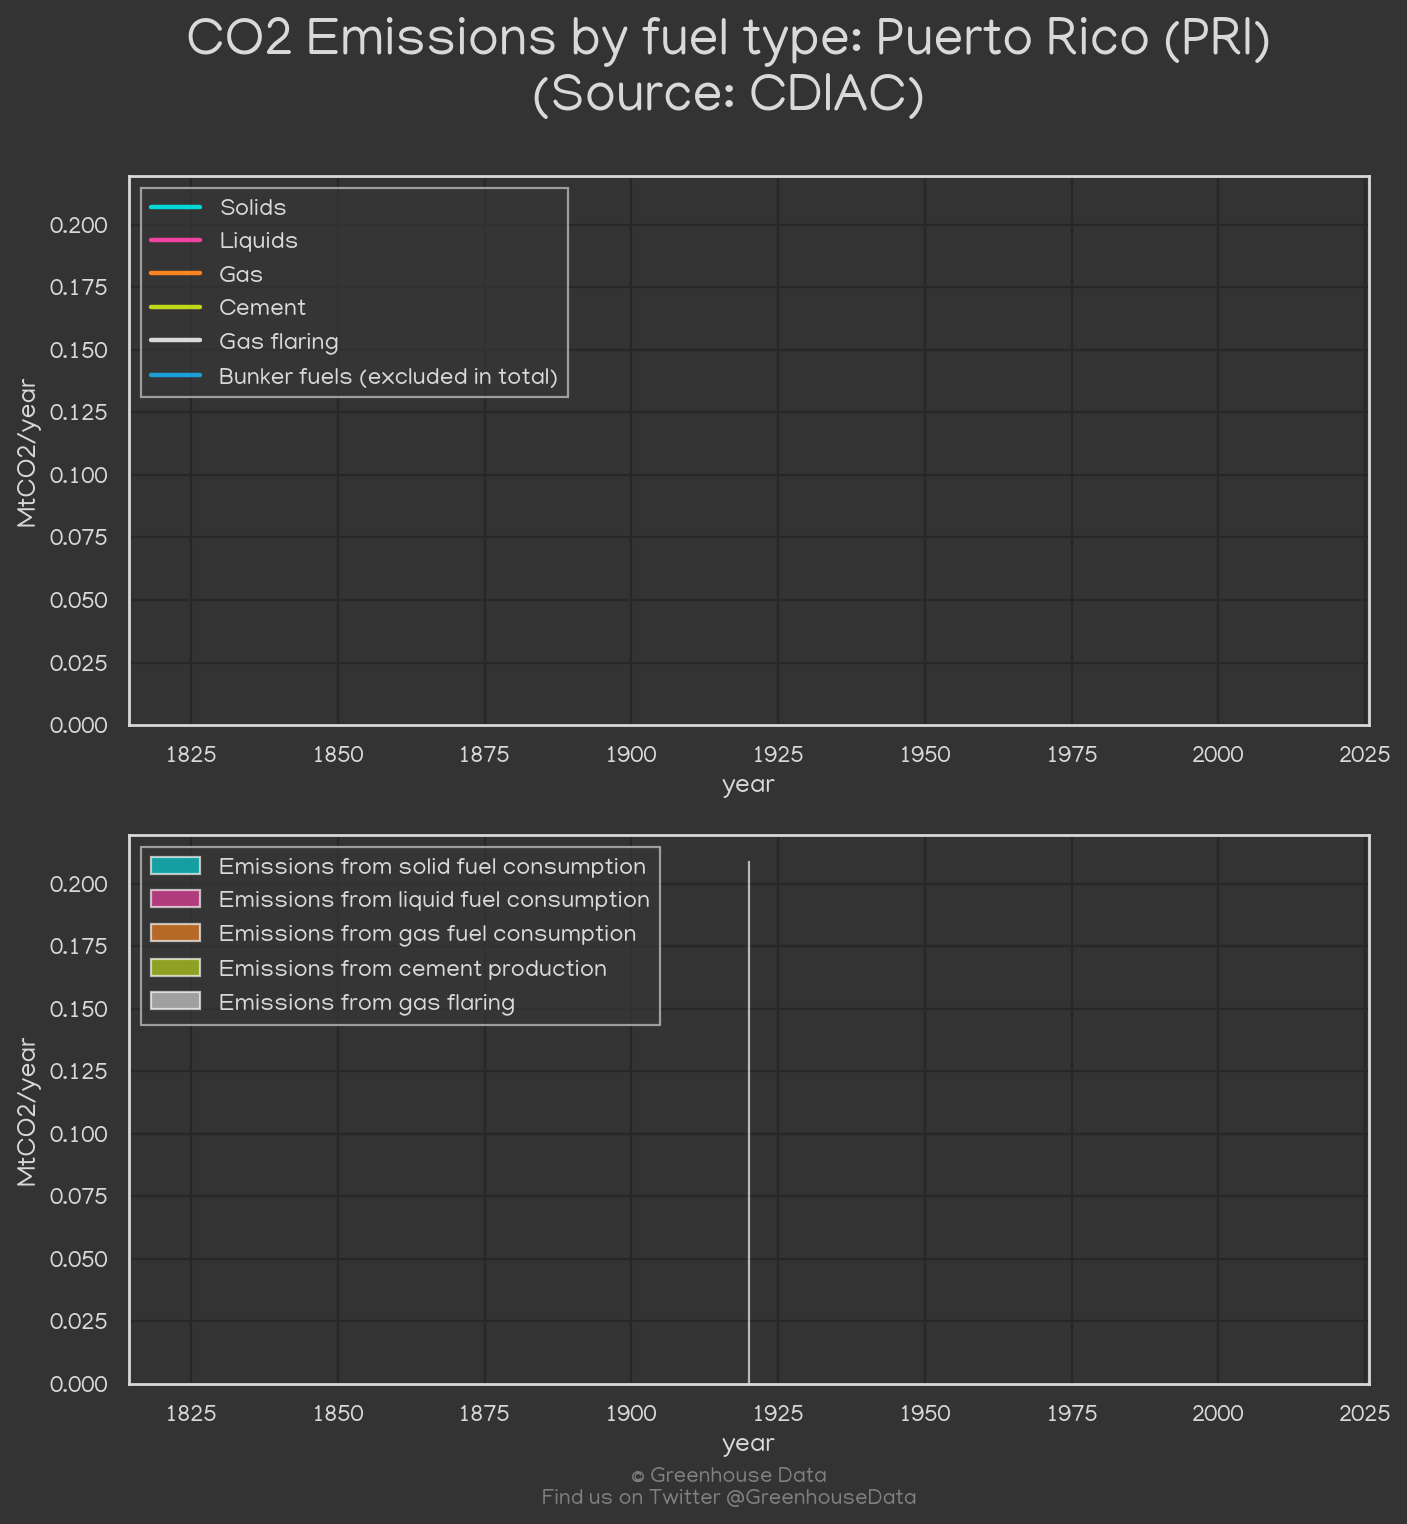 CO2 Emissions by fuel type: Puerto Rico (PRI)
(Source: CDIAC)
Solids
Liquids
Gas
Cement
Gas flaring
Bunker fuels (excluded in total)
0.200
0.175
0.150
0.125
0.100
0.075
0.050
0.025
0.000
MtCO2/year
1825 1850 1875 1900 1925 1950 1975 2000 2025
year
Emissions from solid fuel consumption
Emissions from liquid fuel consumption
Emissions from gas fuel consumption
Emissions from cement production
Emissions from gas flaring
0.200
0.175
0.150
0.125
0.100
0.075
0.050
0.025
0.000
MtCO2/year
1825 1850 1875 1900 1925 1950 1975 2000 2025
year
© Greenhouse Data
Find us on Twitter @GreenhouseData